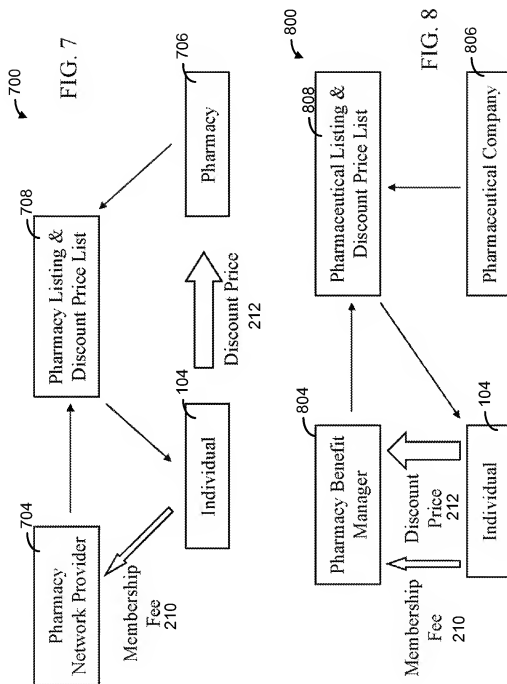 700
FIG. 7
704
Pharmacy
Network Provider
708
Pharmacy Listing &
Discount Price List
Membership
Fee
210
104
Individual
Discount Price
212
706
Pharmacy
800
FIG. 8
804
Pharmacy Benefit
Manager
808
Pharmaceutical Listing &
Discount Price List
Membership
Fee
210
Discount
Price
212
104
Individual
806
Pharmaceutical Company